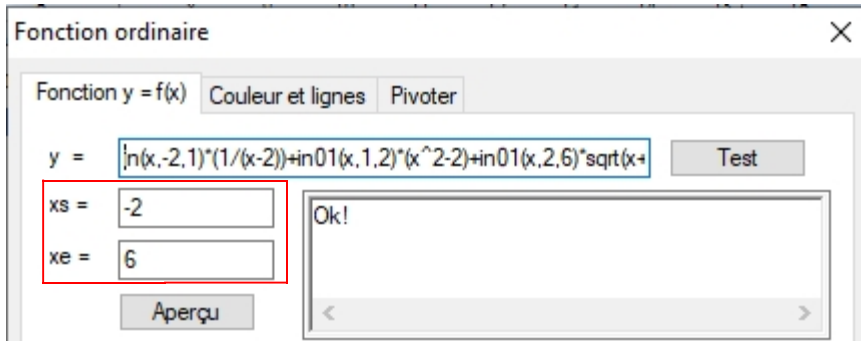 Fonction ordinaire
Fonction y = f(x) Couleur et lignes Pivoter
y = in(x,-2,1)*(1/(x-2))+in01(x,1,2)*(x^2-2)+in01(x,2,6)*sqrt(x+ Test
xs = -2
Ok!
xe = 6
Aperçu